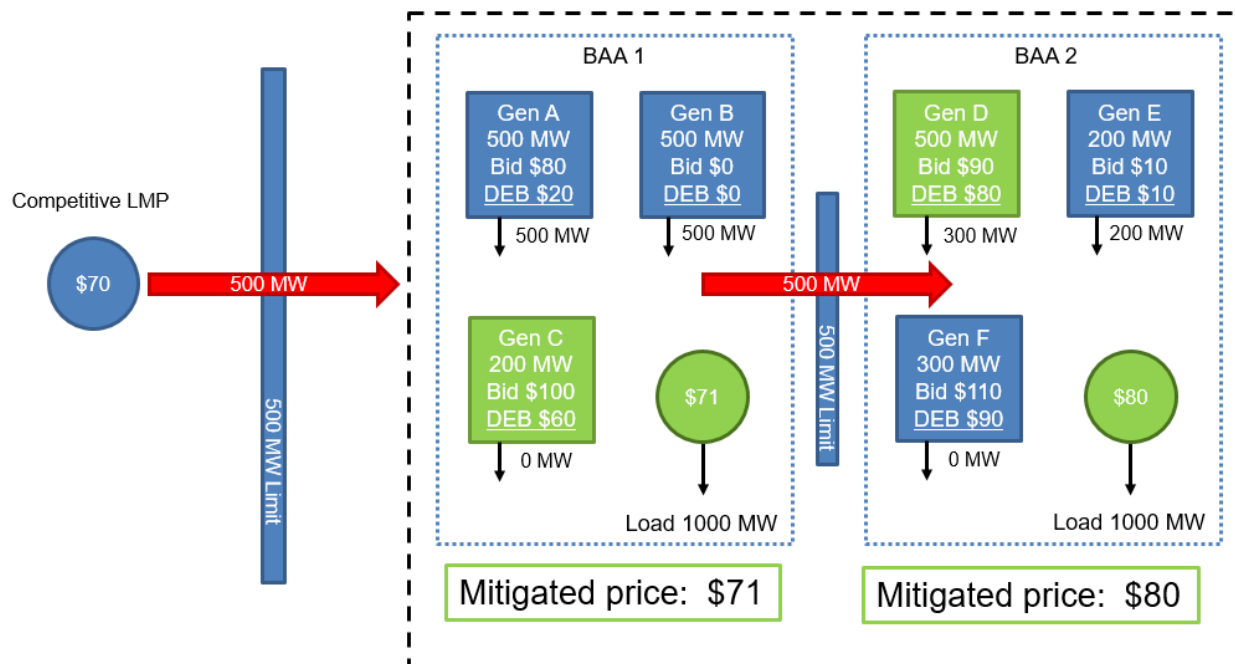 Competitive LMP
$70
500 MW
500 MW Limit
BAA 1
Gen A
500 MW
Bid $80
DEB $20
500 MW
Gen B
500 MW
Bid $0
DEB $0
500 MW
Gen C
200 MW
Bid $100
DEB $60
0 MW
$71
Load 1000 MW
Mitigated price: $71
500 MW
500 MW Limit
BAA 2
Gen D
500 MW
Bid $90
DEB $80
300 MW
Gen E
200 MW
Bid $10
DEB $10
200 MW
Gen F
300 MW
Bid $110
DEB $90
0 MW
$80
Load 1000 MW
Mitigated price: $80